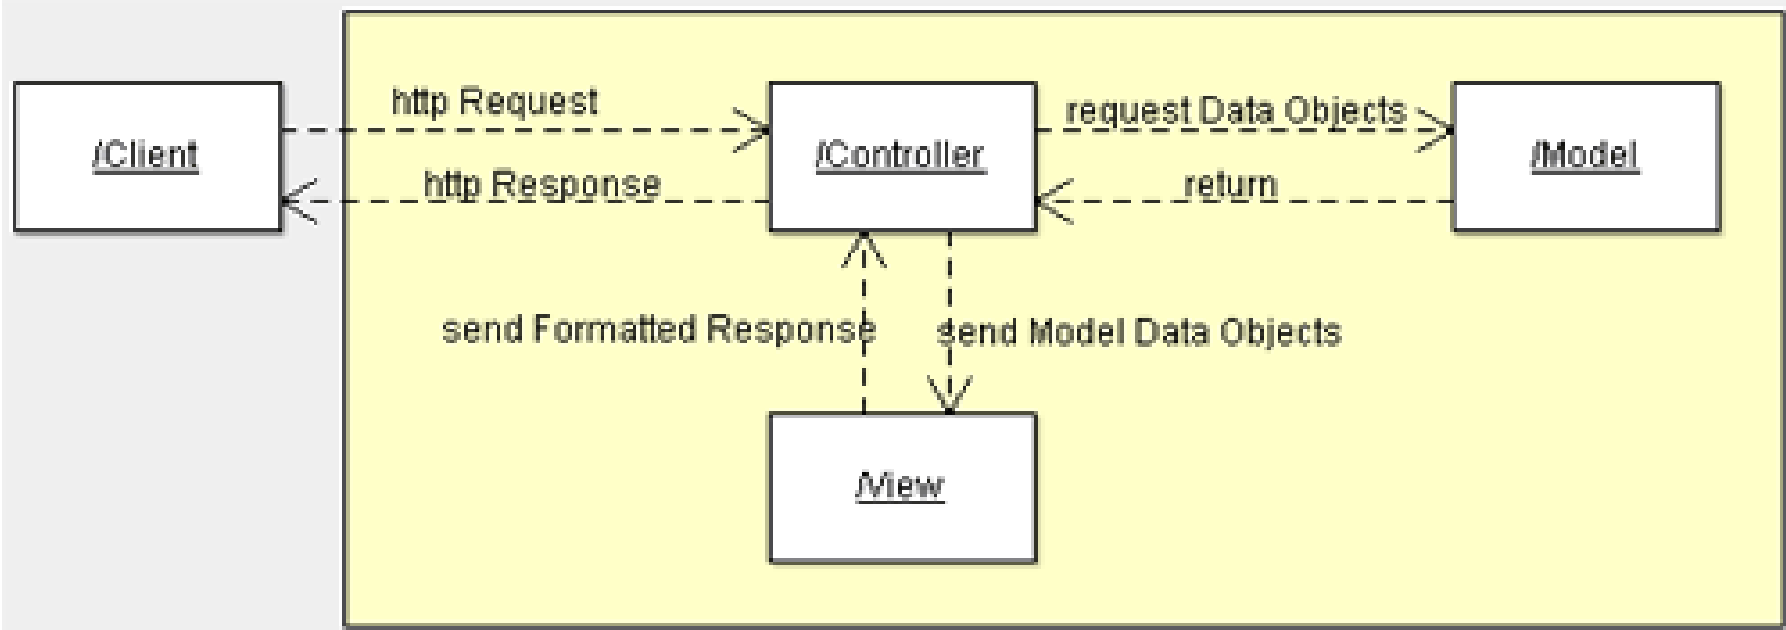 http Request
request Data Objects
/Client
/Controller
/Model
http Response
return
send Formatted Response
send Model Data Objects
/View